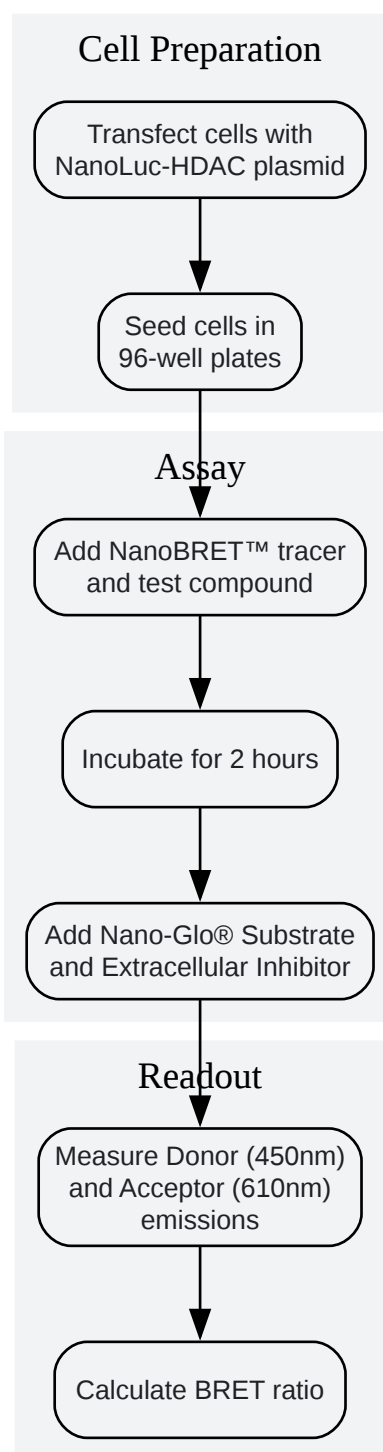 Cell Preparation
Transfect cells with
NanoLuc-HDAC plasmid
Seed cells in
96-well plates
Assay
Add NanoBRET™ tracer
and test compound
Incubate for 2 hours
Add Nano-Glo® Substrate
and Extracellular Inhibitor
Readout
Measure Donor (450nm)
and Acceptor (610nm)
emissions
Calculate BRET ratio